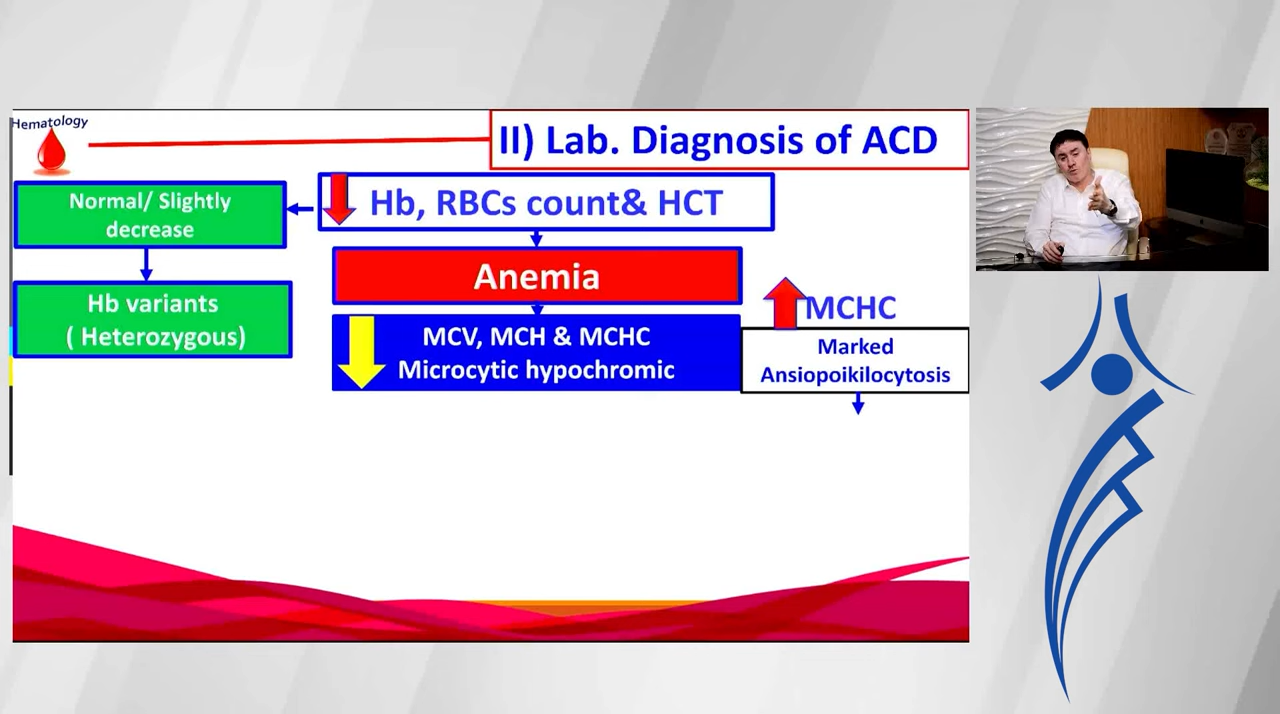 Hematology
II) Lab. Diagnosis of ACD
Normal/ Slightly
decrease
Hb, RBCs count& HCT
Anemia
Hb variants
( Heterozygous)
MCHC
MCV, MCH & MCHC
Microcytic hypochromic
Marked
Ansiopoikilocytosis